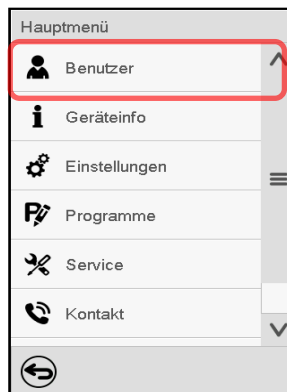 Hauptmenü
Benutzer
Geräteinfo
Einstellungen
Programme
Service
Kontakt